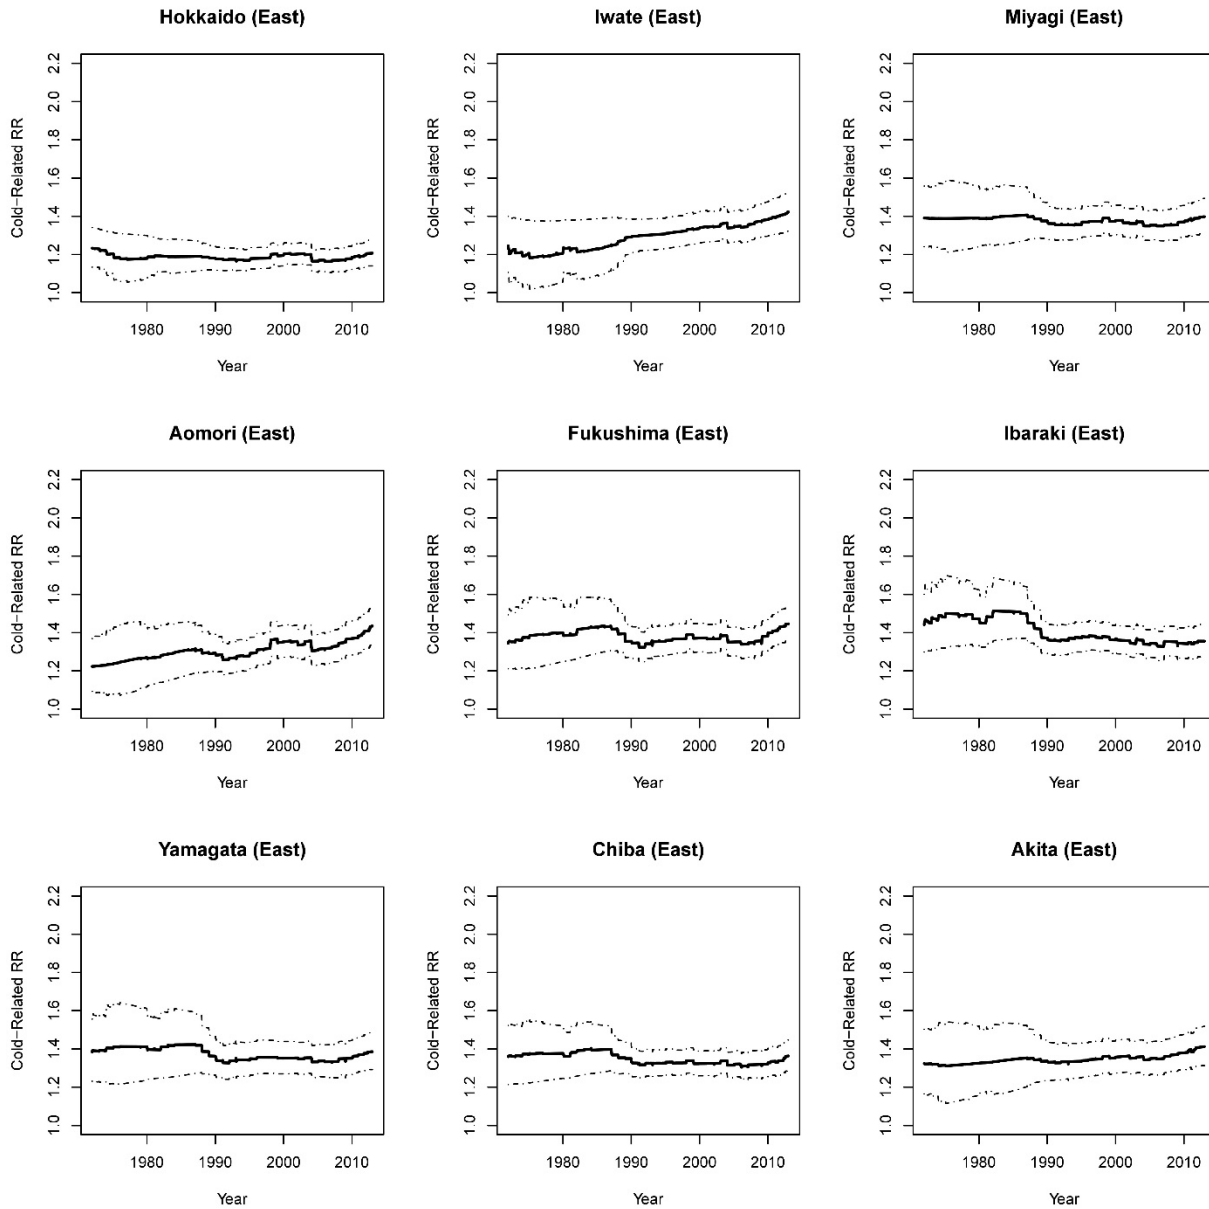 Hokkaido (East)
Iwate (East)
Miyagi (East)
Cold−Related RR
2.2
2.0
1.8
1.6
1.4
1.2
1.0
1980 1990 2000 2010
Year
Cold−Related RR
2.2
2.0
1.8
1.6
1.4
1.2
1.0
1980 1990 2000 2010
Year
Cold−Related RR
2.2
2.0
1.8
1.6
1.4
1.2
1.0
1980 1990 2000 2010
Year
Aomori (East)
Fukushima (East)
Ibaraki (East)
Cold−Related RR
2.2
2.0
1.8
1.6
1.4
1.2
1.0
1980 1990 2000 2010
Year
Cold−Related RR
2.2
2.0
1.8
1.6
1.4
1.2
1.0
1980 1990 2000 2010
Year
Cold−Related RR
2.2
2.0
1.8
1.6
1.4
1.2
1.0
1980 1990 2000 2010
Year
Yamagata (East)
Chiba (East)
Akita (East)
Cold−Related RR
2.2
2.0
1.8
1.6
1.4
1.2
1.0
1980 1990 2000 2010
Year
Cold−Related RR
2.2
2.0
1.8
1.6
1.4
1.2
1.0
1980 1990 2000 2010
Year
Cold−Related RR
2.2
2.0
1.8
1.6
1.4
1.2
1.0
1980 1990 2000 2010
Year